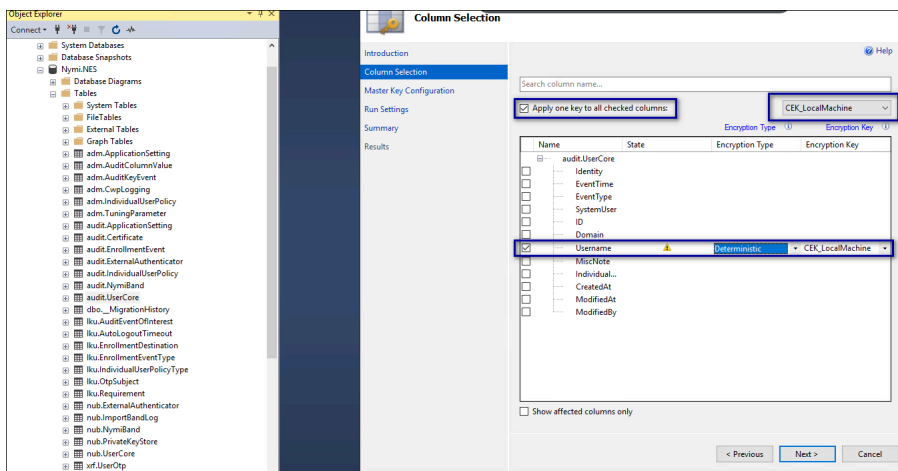 Object Explorer
Connect
System Databases
Database Snapshots
Nymi.NES
Database Diagrams
Tables
System Tables
FileTables
External Tables
Graph Tables
adm.ApplicationSetting
adm.AuditColumnValue
adm.AuditKeyEvent
adm.CwpLogging
adm.IndividualUserPolicy
adm.TuningParameter
audit.ApplicationSetting
audit.Certificate
audit.EnrollmentEvent
audit.ExternalAuthenticator
audit.IndividualUserPolicy
audit.NymiBand
audit.UserCore
dbo.__MigrationHistory
lku.AuditEventOfInterest
lku.AutoLogoutTimeout
lku.EnrollmentDestination
lku.EnrollmentEventType
lku.IndividualUserPolicyType
lku.OtpSubject
lku.Requirement
nub.ExternalAuthenticator
nub.ImportBandLog
nub.NymiBand
nub.PrivateKeyStore
nub.UserCore
xrf.UserOtp
Column Selection
Introduction
Column Selection
Master Key Configuration
Run Settings
Summary
Results
Help
Search column name...
Apply one key to all checked columns: CEK_LocalMachine
Encryption Type Encryption Key
Name State Encryption Type Encryption Key
audit.UserCore
Identity
EventTime
EventType
SystemUser
ID
Domain
Username Deterministic CEK_LocalMachine
MiscNote
Individual...
CreatedAt
ModifiedAt
ModifiedBy
Show affected columns only
< Previous Next > Cancel